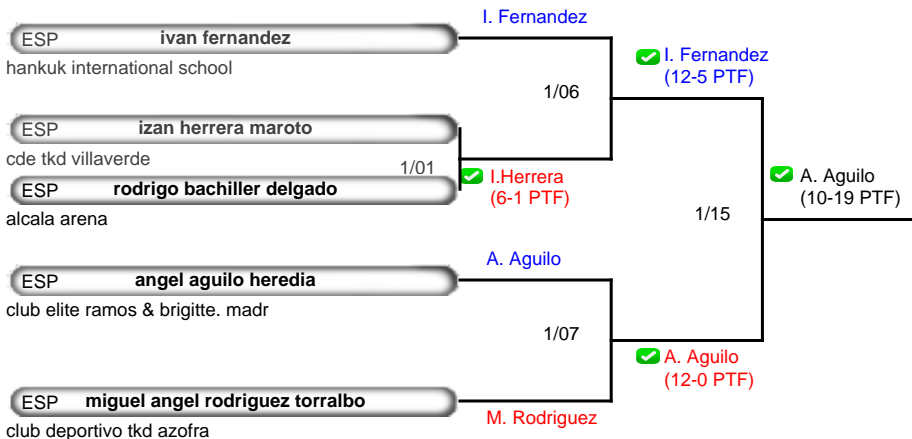 I. Fernandez
ESP ivan fernandez
hankuk international school
I. Fernandez
(12-5 PTF)
1/06
ESP izan herrera maroto
cde tkd villaverde
1/01
I.Herrera
(6-1 PTF)
ESP rodrigo bachiller delgado
alcala arena
A. Aguilo
(10-19 PTF)
1/15
A. Aguilo
ESP angel aguilo heredia
club elite ramos & brigitte. madr
1/07
A. Aguilo
(12-0 PTF)
ESP miguel angel rodriguez torralbo
M. Rodriguez
club deportivo tkd azofra